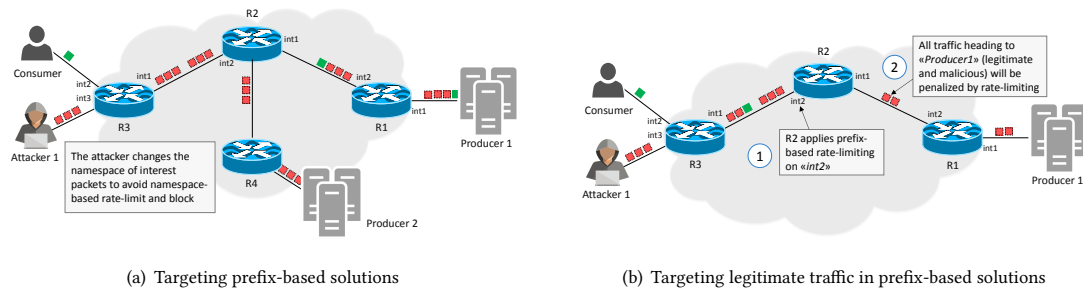 R2
int1
int2
Consumer
int2
int3
int1
R3
Attacker 1
int2
int1
R1
Producer 1
The attacker changes the
namespace of interest
packets to avoid namespace-
based rate-limit and block
R4
Producer 2
(a) Targeting prefix-based solutions
R2
int1
int2
2
All traffic heading to
«Producer1» (legitimate
and malicious) will be
penalized by rate-limiting
Consumer
int2
int3
int1
R3
Attacker 1
1
R2 applies prefix-
based rate-limiting
on «int2»
int2
int1
R1
Producer 1
(b) Targeting legitimate traffic in prefix-based solutions